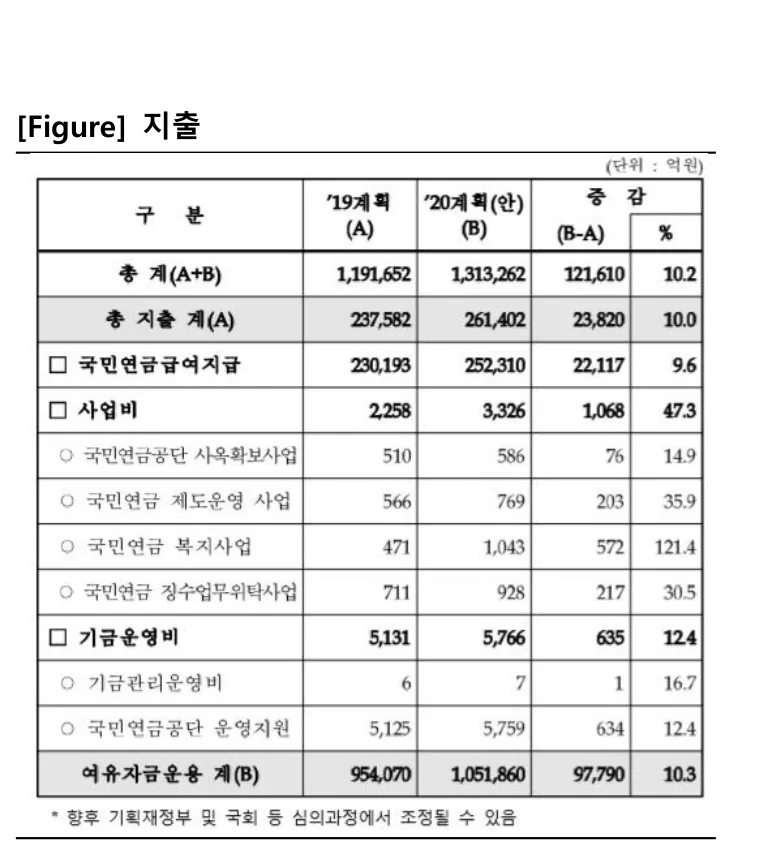 [Figure] 지출
(단위 : 억원)
구 분 '19계획 (A) '20계획(안) (B) 증 감 (B-A) %
총 계(A+B) 1,191,652 1,313,262 121,610 10.2
총 지출 계(A) 237,582 261,402 23,820 10.0
□ 국민연금급여지급 230,193 252,310 22,117 9.6
□ 사업비 2,258 3,326 1,068 47.3
○ 국민연금공단 사옥확보사업 510 586 76 14.9
○ 국민연금 제도운영 사업 566 769 203 35.9
○ 국민연금 복지사업 471 1,043 572 121.4
○ 국민연금 징수업무위탁사업 711 928 217 30.5
□ 기금운영비 5,131 5,766 635 12.4
○ 기금관리운영비 6 7 1 16.7
○ 국민연금공단 운영지원 5,125 5,759 634 12.4
여유자금운용 계(B) 954,070 1,051,860 97,790 10.3
* 향후 기획재정부 및 국회 등 심의과정에서 조정될 수 있음